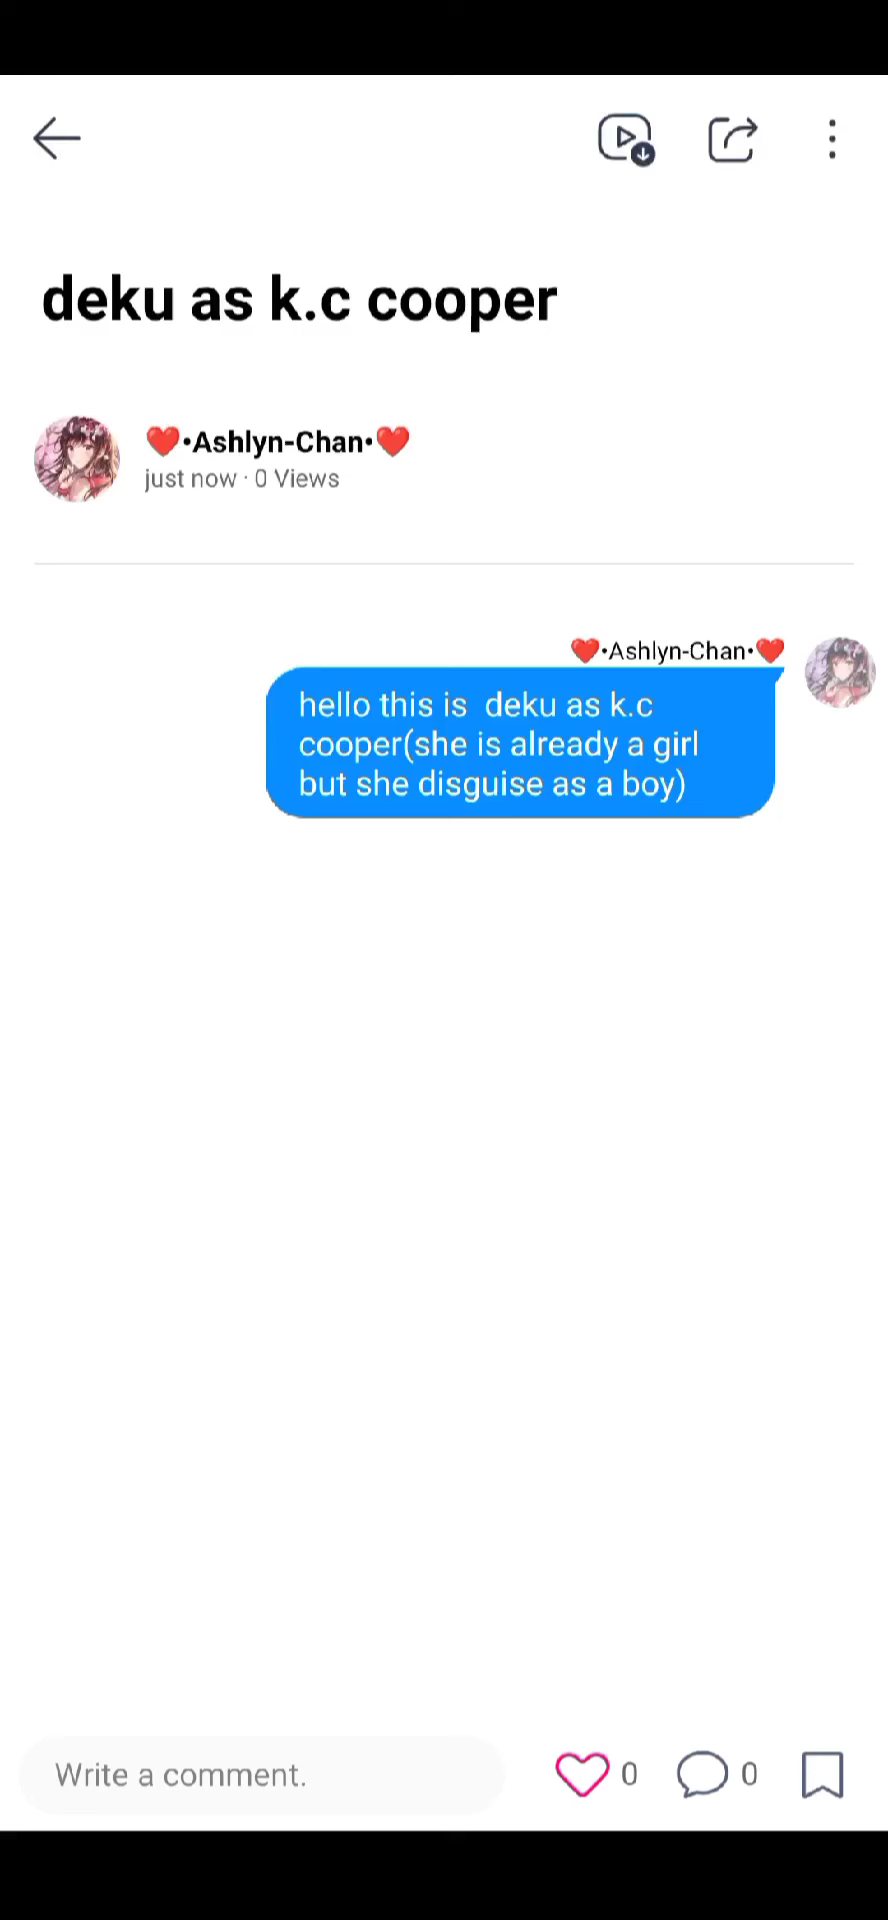 deku as k.c cooper
❤️•Ashlyn-Chan•❤️
just now · 0 Views
❤️•Ashlyn-Chan•❤️
hello this is  deku as k.c
cooper(she is already a girl
but she disguise as a boy)
Write a comment.
0
0